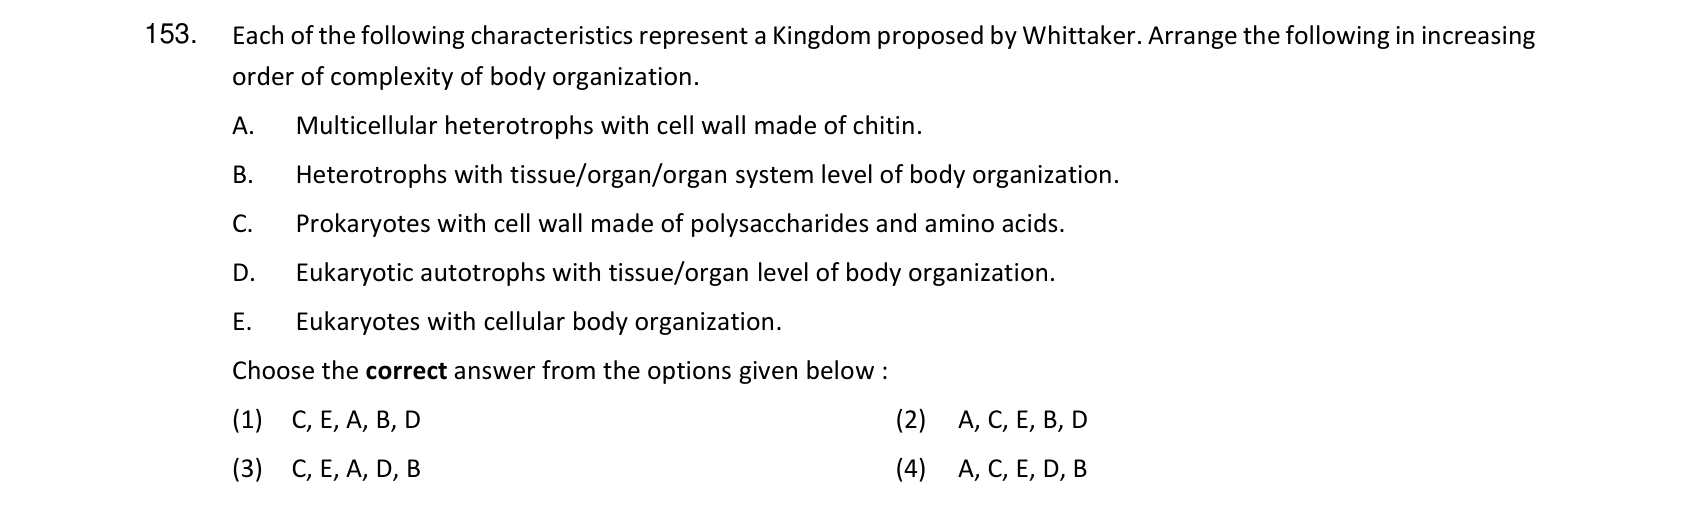 153. Each of the following characteristics represent a Kingdom proposed by Whittaker. Arrange the following in increasing
order of complexity of body organization.
A. Multicellular heterotrophs with cell wall made of chitin.
B. Heterotrophs with tissue/organ/organ system level of body organization.
C. Prokaryotes with cell wall made of polysaccharides and amino acids.
D. Eukaryotic autotrophs with tissue/organ level of body organization.
E. Eukaryotes with cellular body organization.
Choose the correct answer from the options given below :
(1) C, E, A, B, D (2) A, C, E, B, D
(3) C, E, A, D, B (4) A, C, E, D, B